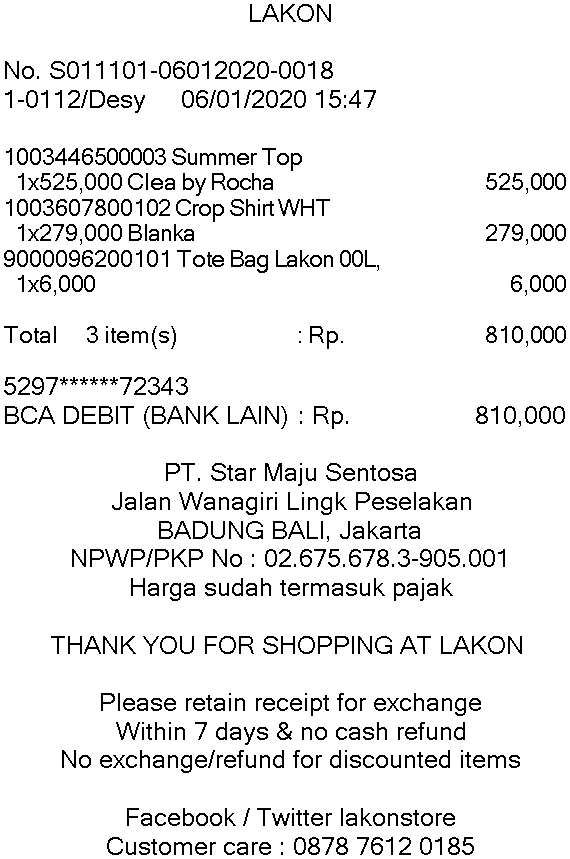 LAKON
No. S011101-06012020-0018
1-0112/Desy 06/01/2020 15:47
1003446500003 Summer Top
1x525,000 Clea by Rocha 525,000
1003607800102 Crop Shirt WHT
1x279,000 Blanka 279,000
9000096200101 Tote Bag Lakon 00L,
1x6,000 6,000
Total 3 item(s) : Rp. 810,000
5297******72343
BCA DEBIT (BANK LAIN) : Rp. 810,000
PT. Star Maju Sentosa
Jalan Wanagiri Lingk Peselakan
BADUNG BALI, Jakarta
NPWP/PKP No : 02.675.678.3-905.001
Harga sudah termasuk pajak
THANK YOU FOR SHOPPING AT LAKON
Please retain receipt for exchange
Within 7 days & no cash refund
No exchange/refund for discounted items
Facebook / Twitter lakonstore
Customer care : 0878 7612 0185